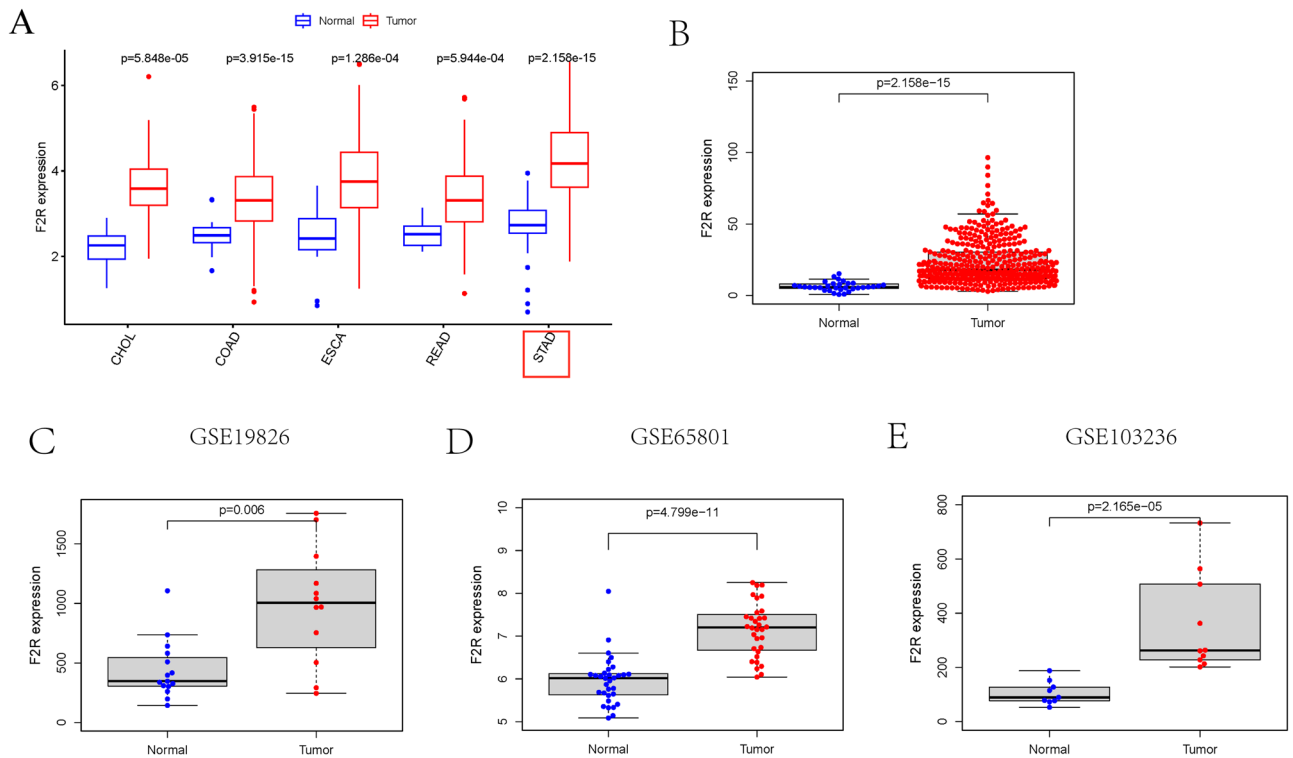 A
Normal Tumor
p=5.848e-05 p=3.915e-15 p=1.286e-04 p=5.944e-04 p=2.158e-15
F2R expression
6
4
2
CHOL COAD ESCA READ STAD
B
p=2.158e−15
F2R expression
150
100
50
0
Normal Tumor
C
GSE19826
p=0.006
F2R expression
1500
1000
500
0
Normal Tumor
D
GSE65801
p=4.799e−11
F2R expression
10
9
8
7
6
5
Normal Tumor
E
GSE103236
p=2.165e−05
F2R expression
800
600
400
200
0
Normal Tumor